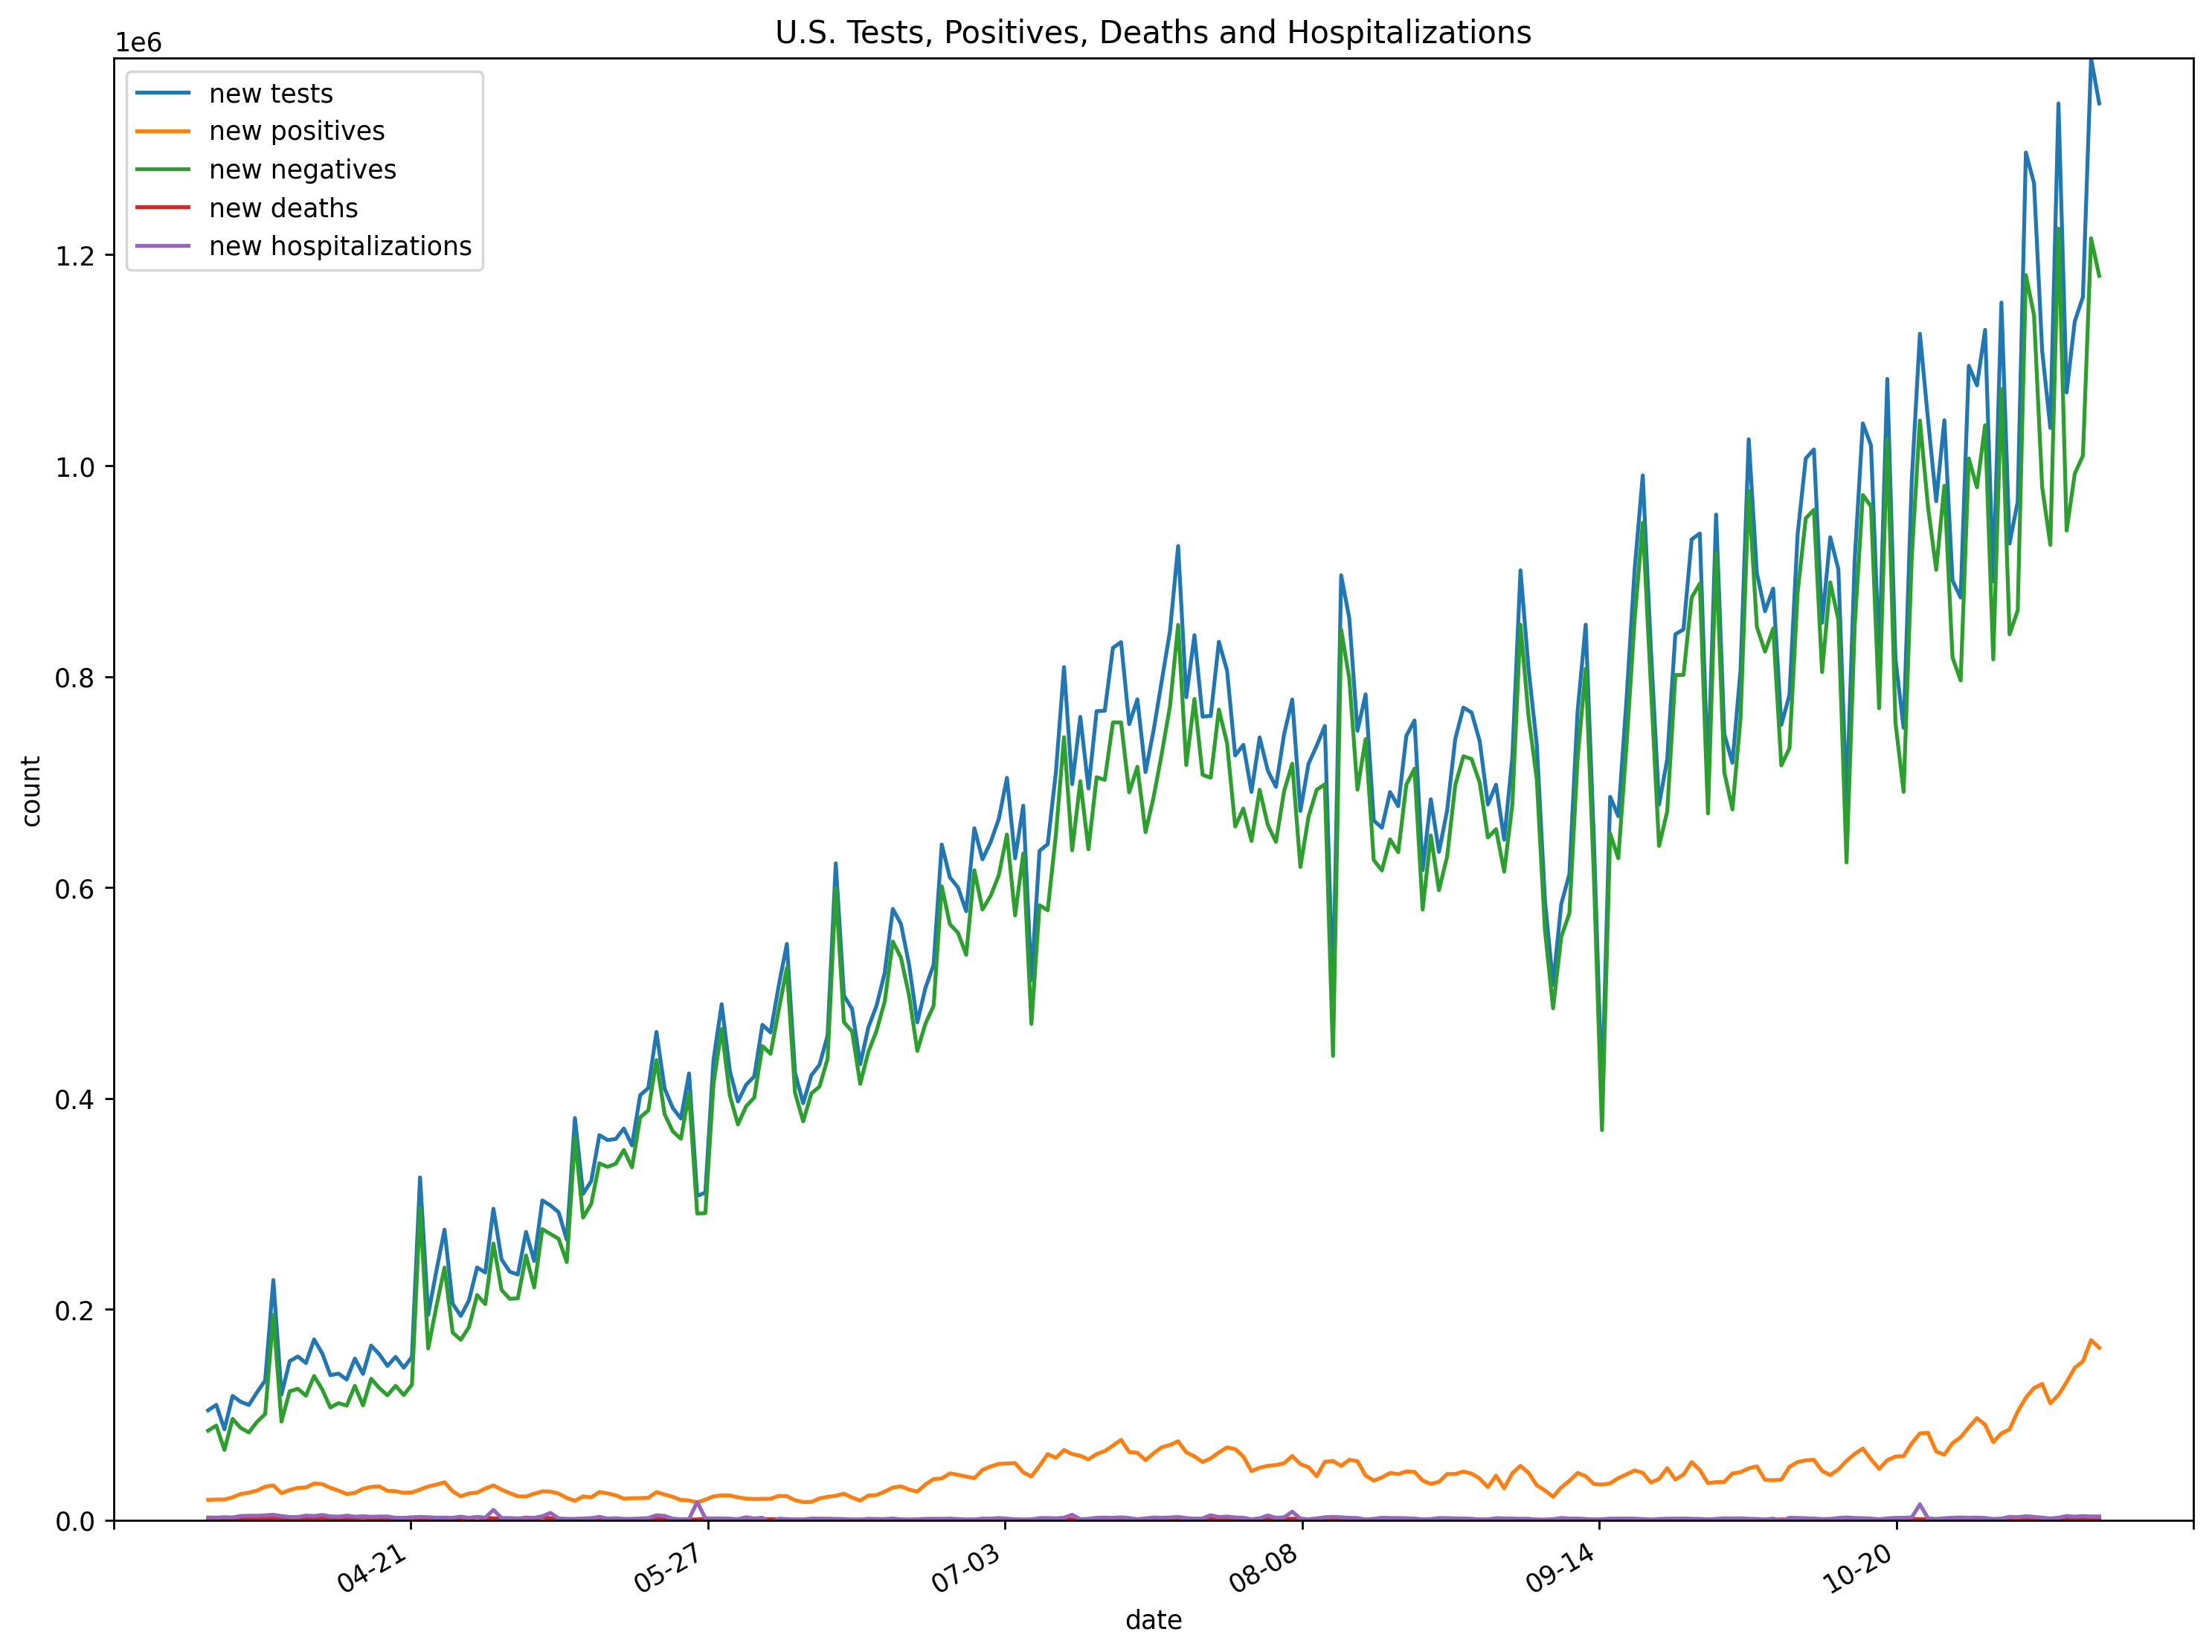 U.S. Tests, Positives, Deaths and Hospitalizations
1e6
new tests
new positives
new negatives
new deaths
new hospitalizations
1.2
1.0
0.8
0.6
0.4
0.2
0.0
count
04-21
05-27
07-03
08-08
09-14
10-20
date